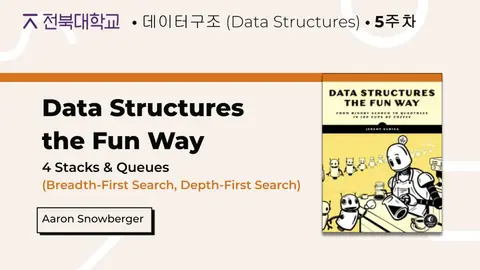 전북대학교 • 데이터구조 (Data Structures) • 5주차
Data Structures
the Fun Way
4 Stacks & Queues
(Breadth-First Search, Depth-First Search)
Aaron Snowberger
DATA STRUCTURES
THE FUN WAY
FROM BINARY SEARCH TO QUADTREES
IN 100 CUPS OF COFFEE
JEREMY KUBICA